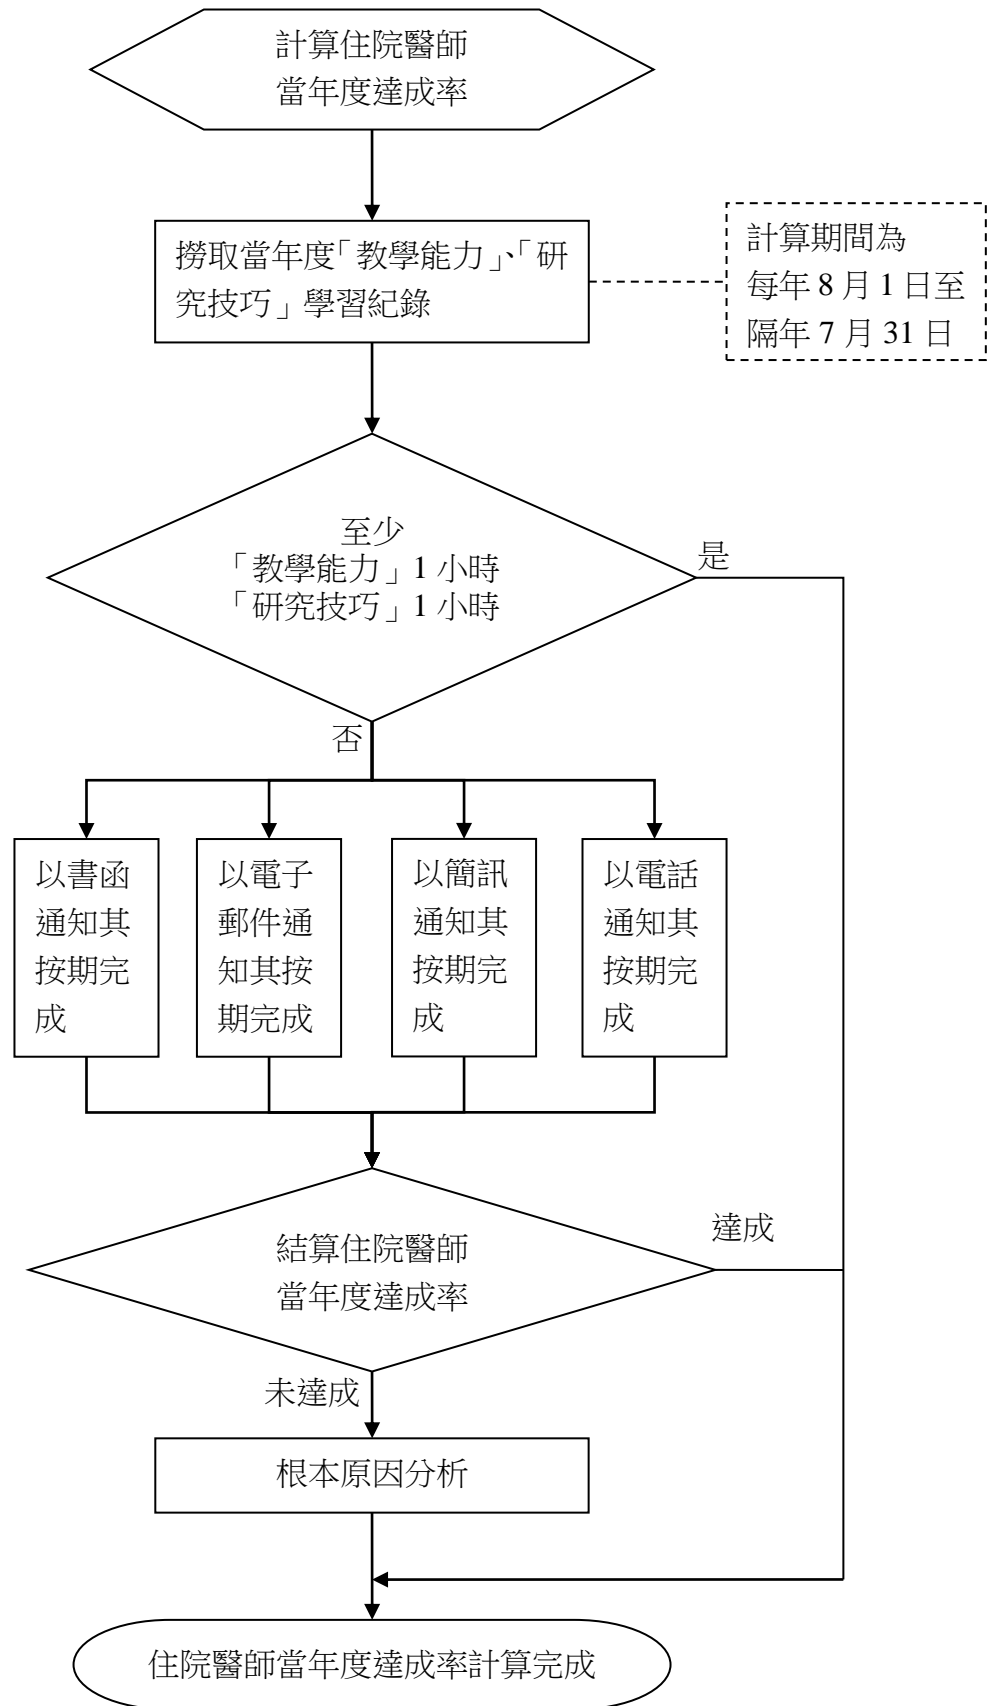 計算住院醫師
當年度達成率
撈取當年度「教學能力」、「研
究技巧」學習紀錄
計算期間為
每年 8 月 1 日至
隔年 7 月 31 日
至少
「教學能力」1 小時
「研究技巧」1 小時
是
否
以書函
通知其
按期完
成
以電子
郵件通
知其按
期完成
以簡訊
通知其
按期完
成
以電話
通知其
按期完
成
結算住院醫師
當年度達成率
達成
未達成
根本原因分析
住院醫師當年度達成率計算完成